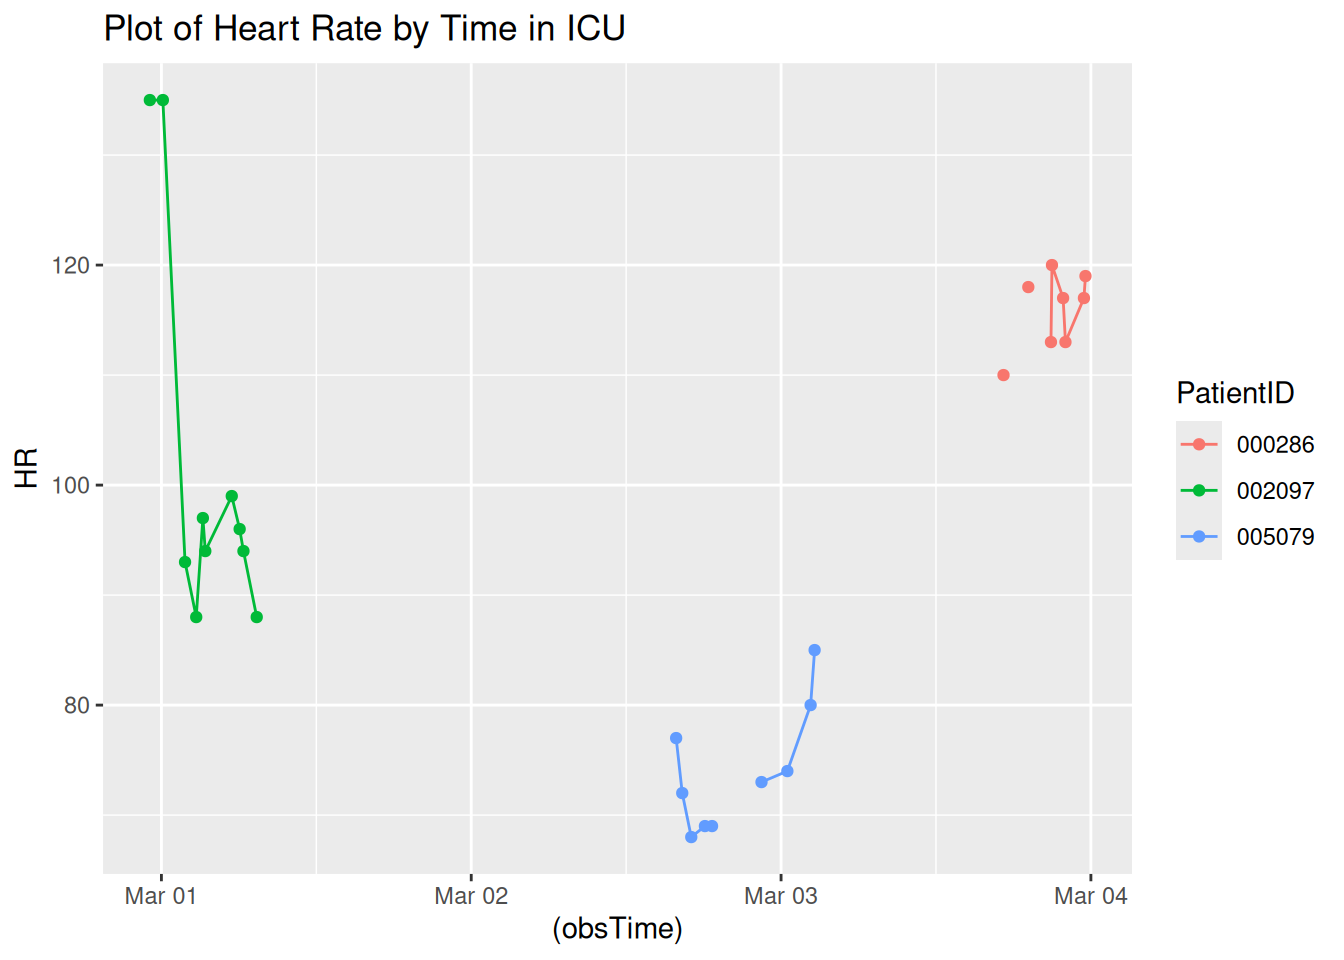 Plot of Heart Rate by Time in ICU
120
100
80
HR
Mar 01
Mar 02
Mar 03
Mar 04
(obsTime)
PatientID
000286
002097
005079